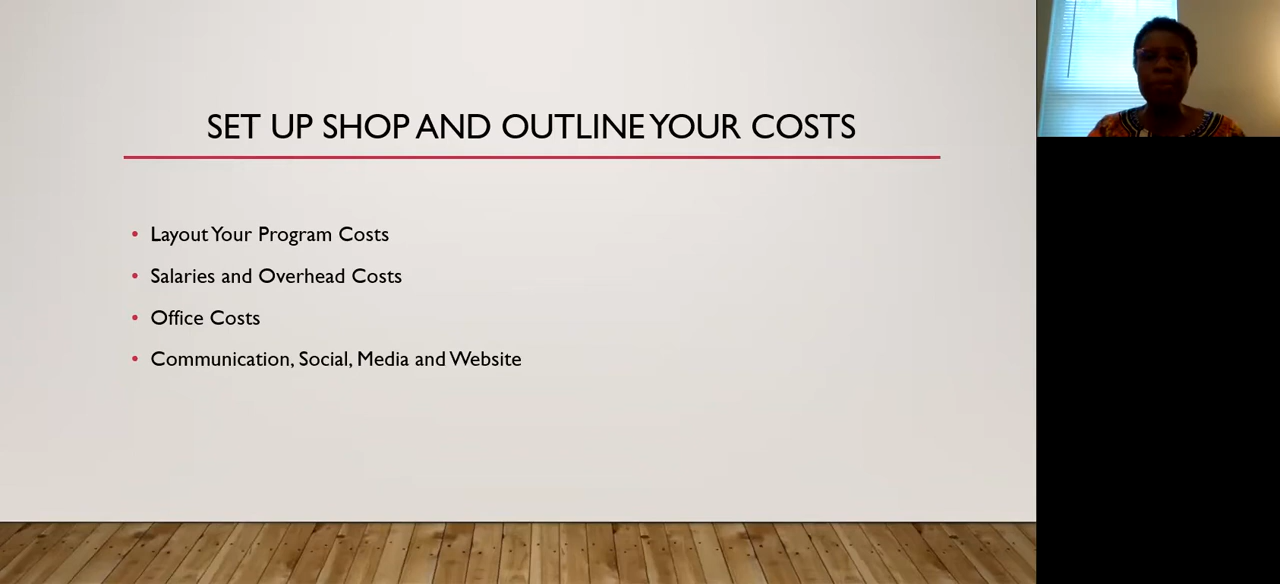 SET UP SHOP AND OUTLINE YOUR COSTS
• Layout Your Program Costs
• Salaries and Overhead Costs
• Office Costs
• Communication, Social, Media and Website